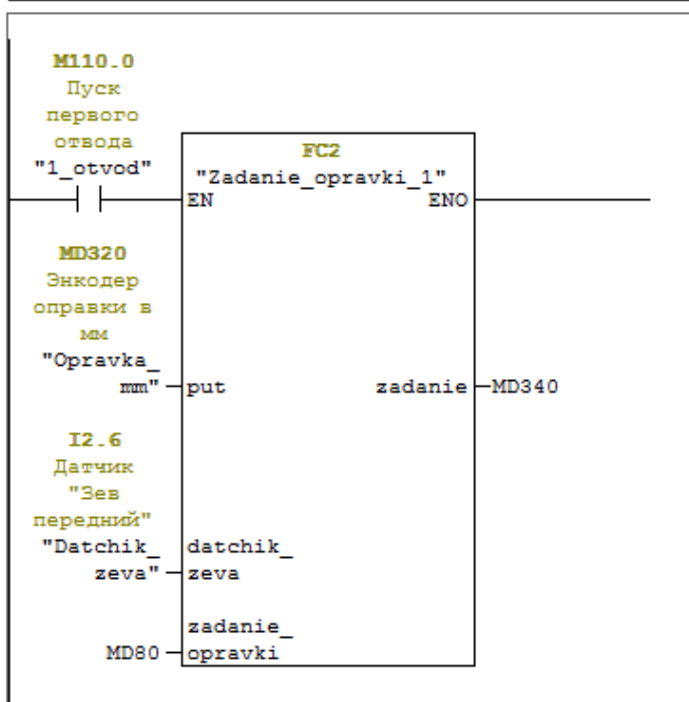 M110.0
Пуск
первого
отвода
"1_otvod"
FC2
"Zadanie_opravki_1"
EN
ENO
MD320
Энкодер
оправки в
мм
"Opravka_
mm"
put
zadanie
MD340
I2.6
Датчик
"Зев
передний"
"Datchik_
zeva"
datchik_
zeva
MD80
zadanie_
opravki